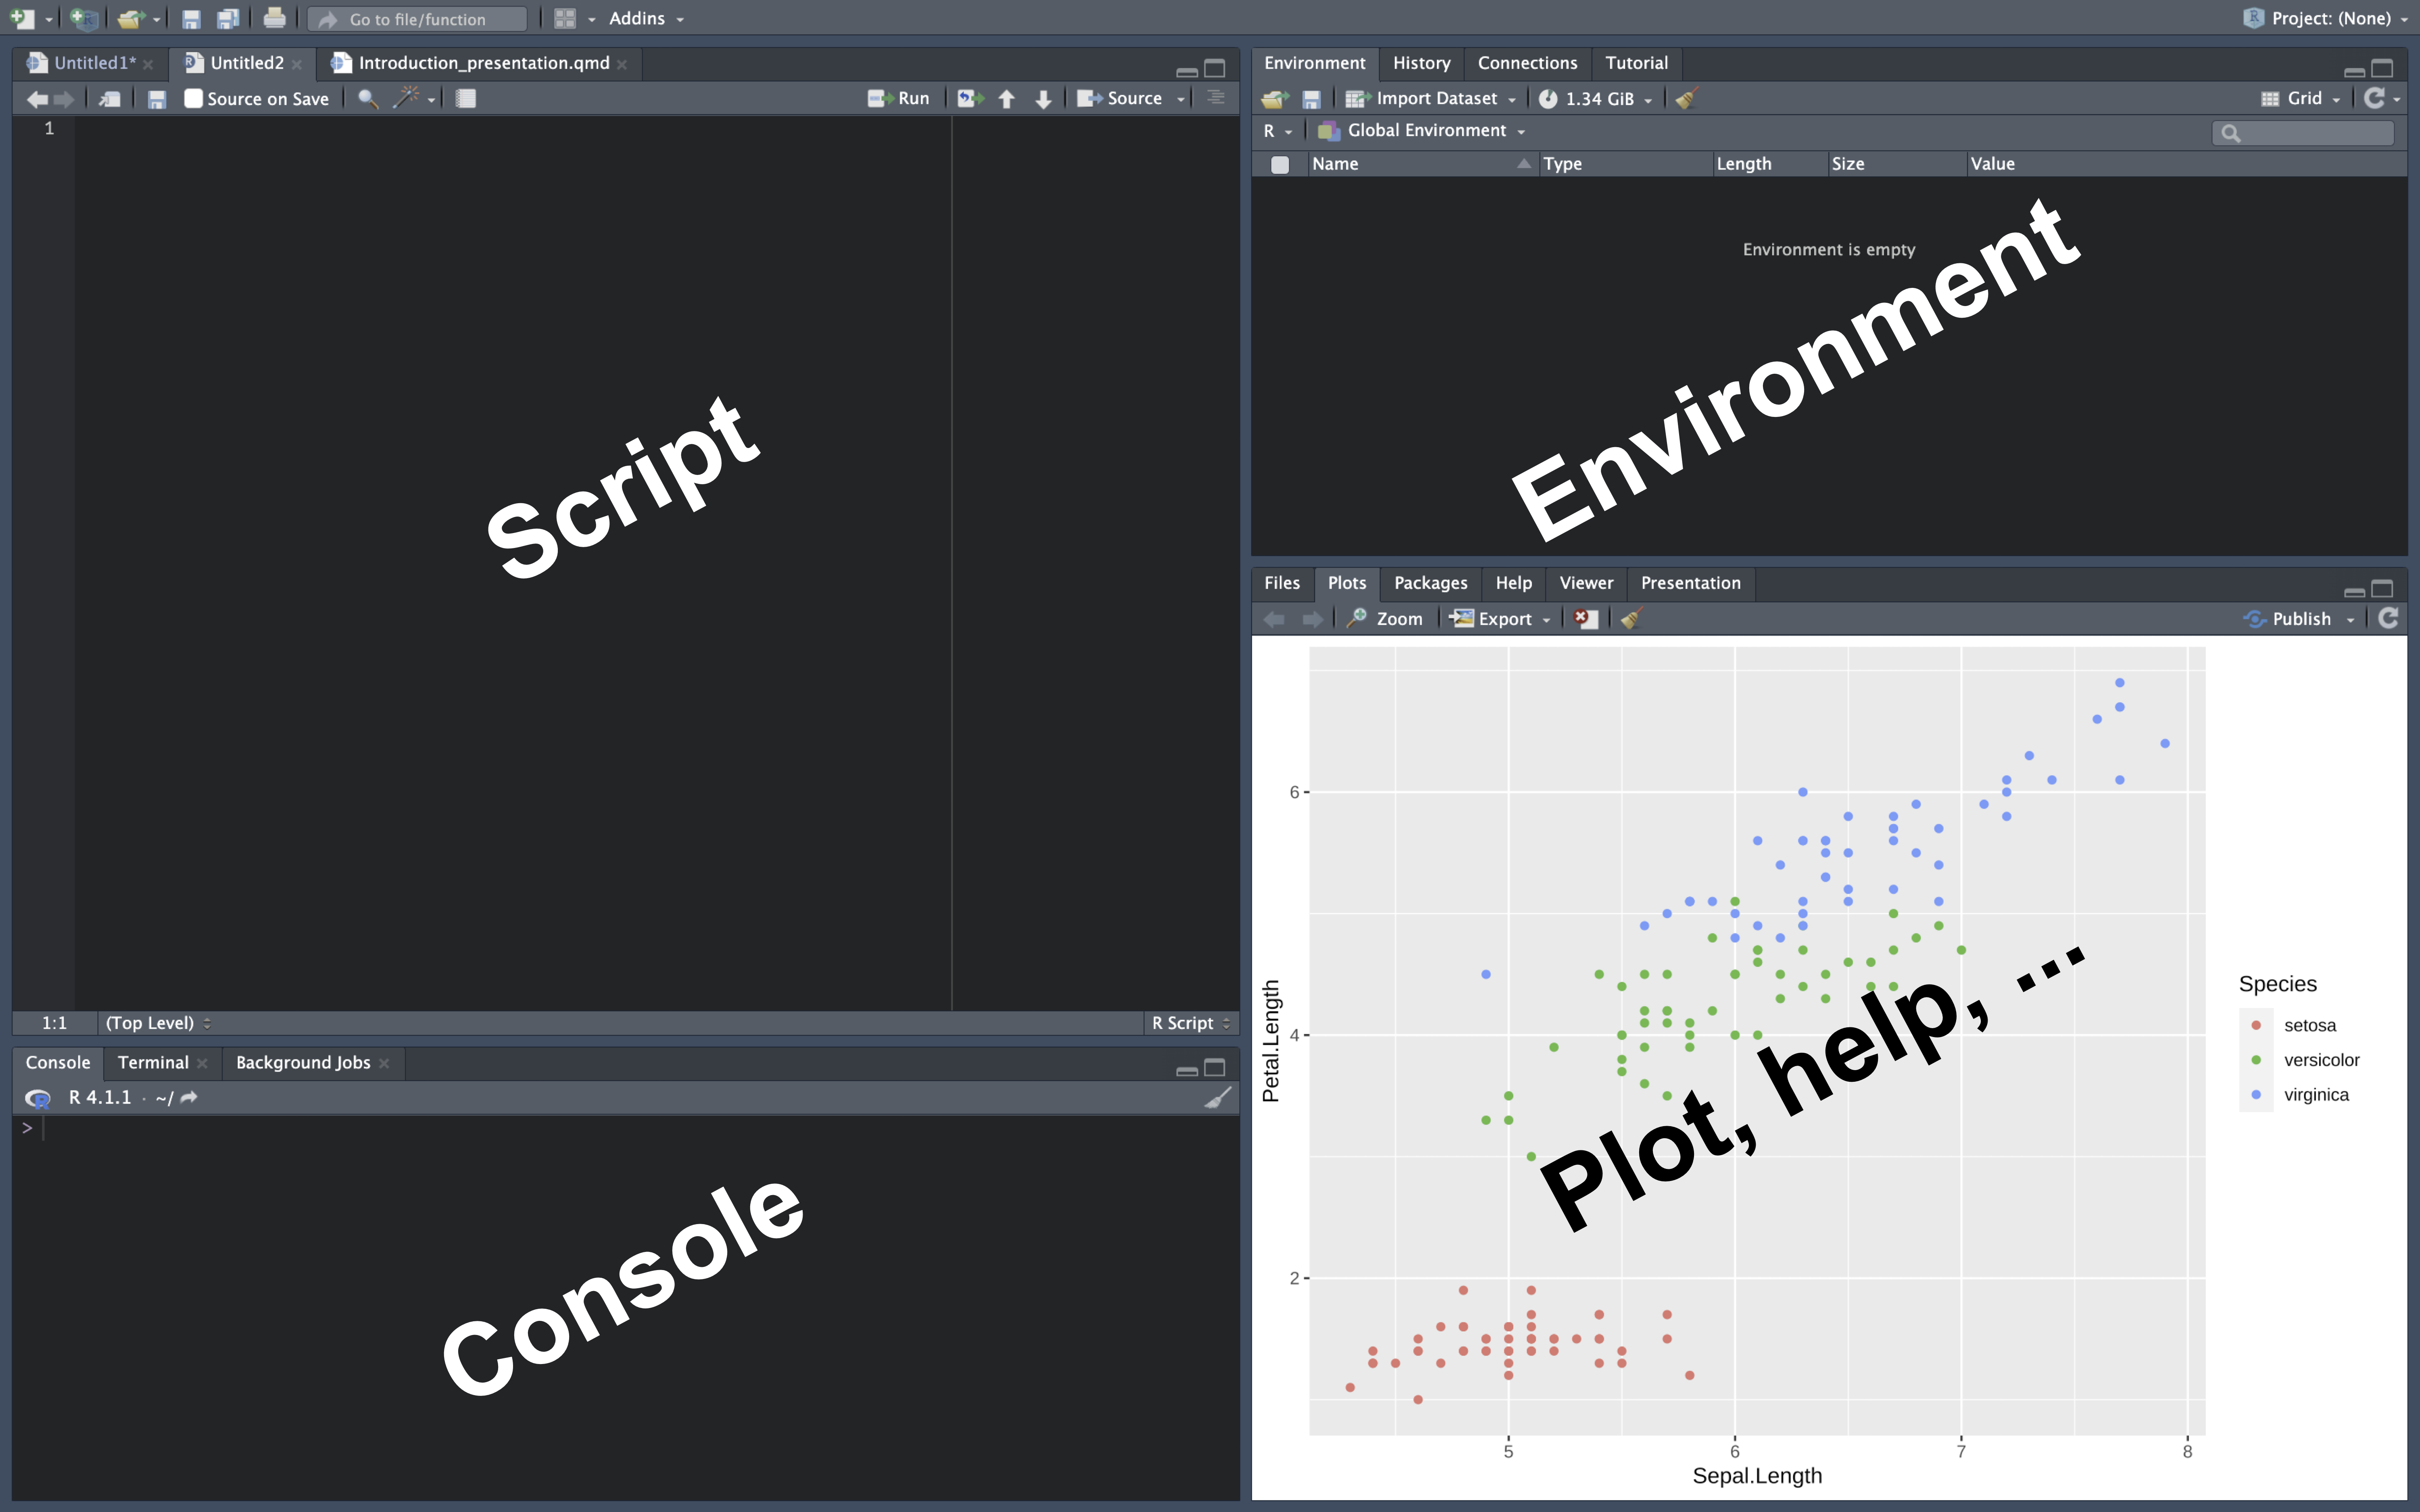 Go to file/function
Addins
Project: (None)
Untitled1*
Untitled2
Introduction_presentation.qmd
Source on Save
Run
Source
1
Script
1:1
(Top Level)
R Script
Console
Terminal
Background Jobs
R 4.1.1 · ~/
>
Console
Environment
History
Connections
Tutorial
Import Dataset
1.34 GiB
Grid
R
Global Environment
Name
Type
Length
Size
Value
Environment is empty
Environment
Files
Plots
Packages
Help
Viewer
Presentation
Zoom
Export
Publish
Petal.Length
6
4
2
Plot, help, ...
Species
setosa
versicolor
virginica
5
6
7
8
Sepal.Length